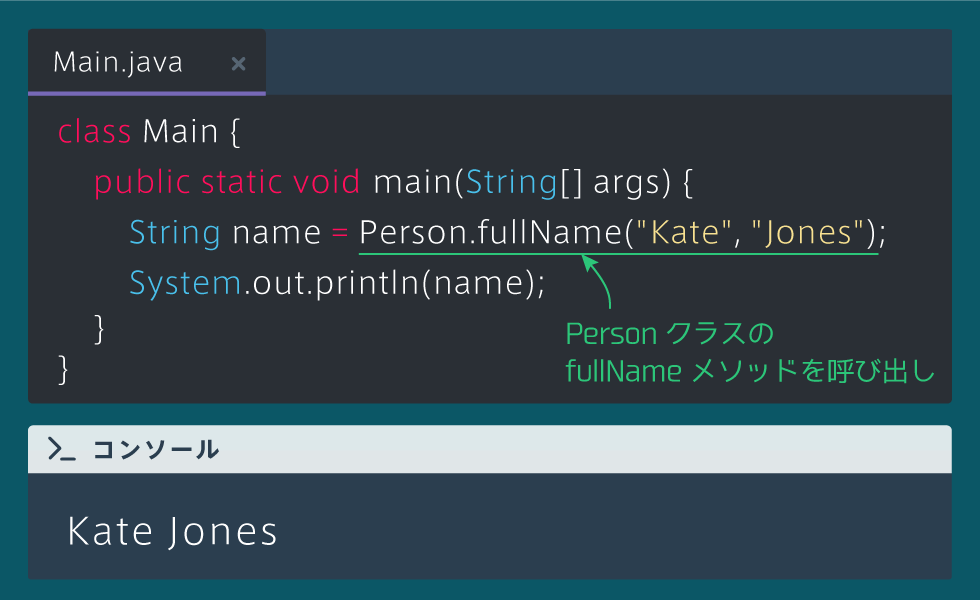 Main.java ×
class Main {
public static void main(String[] args) {
String name = Person.fullName("Kate", "Jones");
System.out.println(name);
}
}
Person クラスの
fullName メソッドを呼び出し
>_ コンソール
Kate Jones